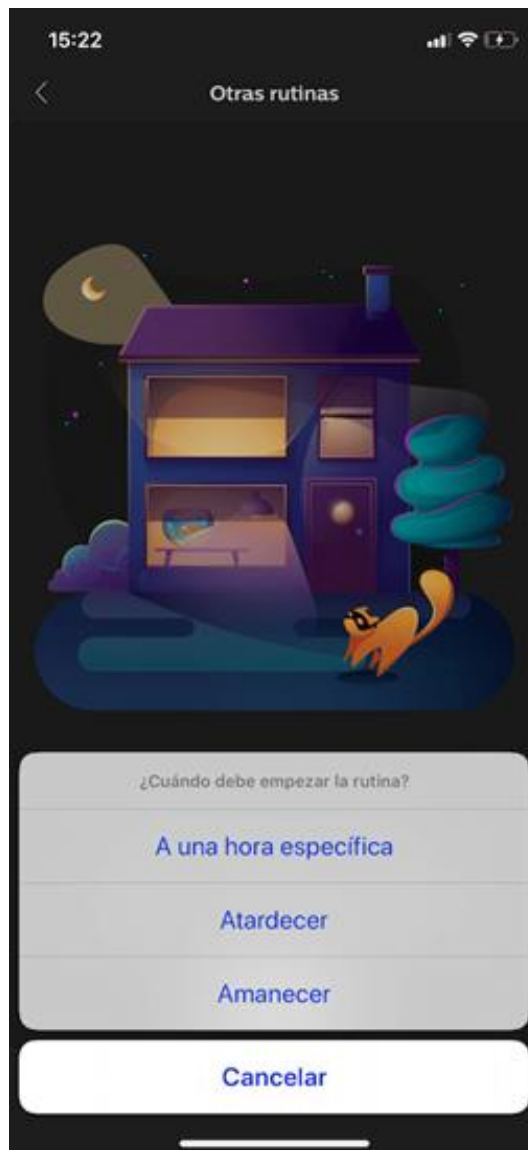 15:22
Otras rutinas
¿Cuándo debe empezar la rutina?
A una hora específica
Atardecer
Amanecer
Cancelar